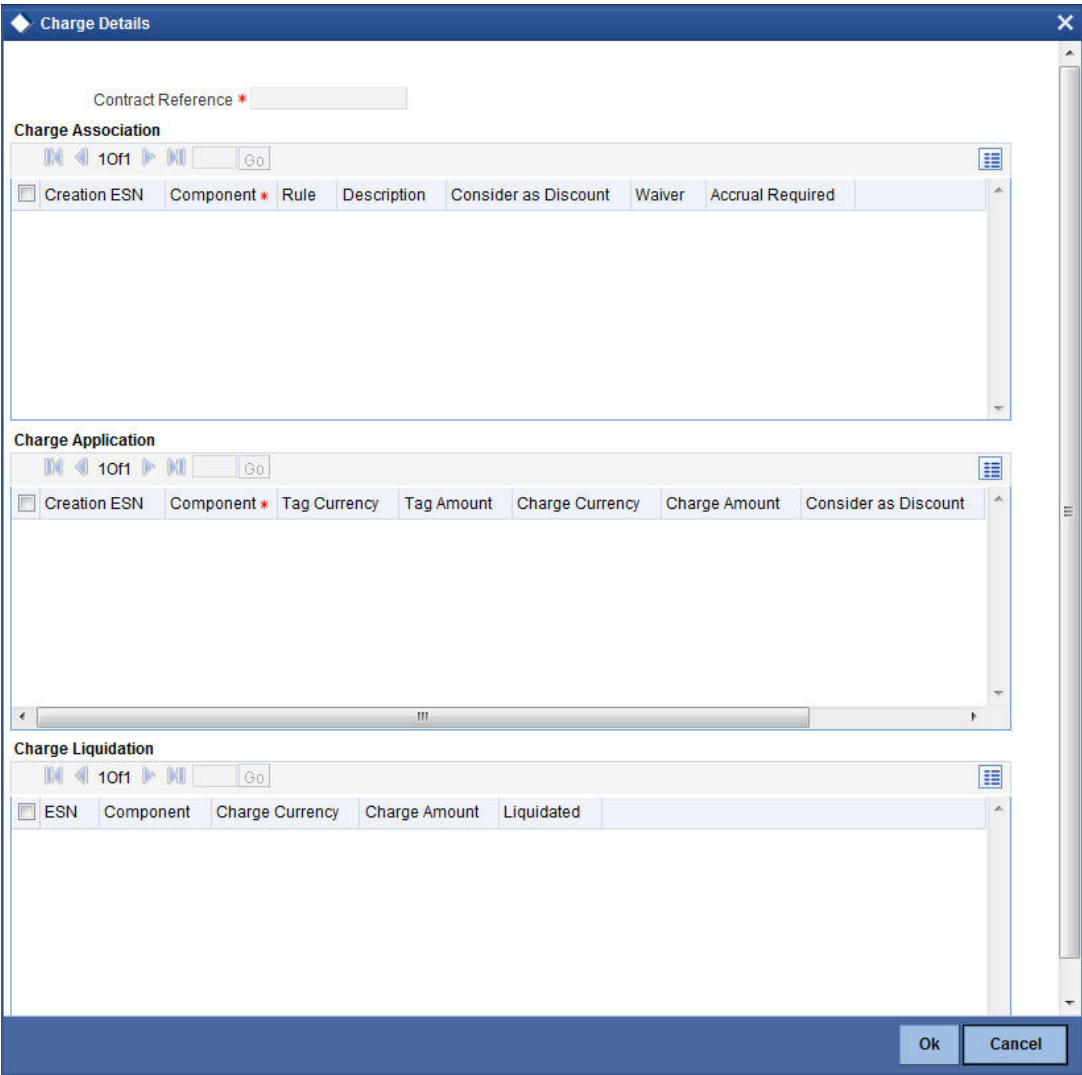 Charge Details
Contract Reference *
Charge Association
1Of1 Go
Creation ESN Component * Rule Description Consider as Discount Waiver Accrual Required
Charge Application
1Of1 Go
Creation ESN Component * Tag Currency Tag Amount Charge Currency Charge Amount Consider as Discount
Charge Liquidation
1Of1 Go
ESN Component Charge Currency Charge Amount Liquidated
Ok Cancel